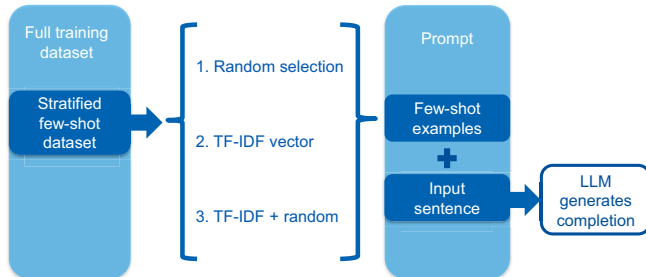 Full training
dataset
Stratified
few-shot
dataset
1. Random selection
2. TF-IDF vector
3. TF-IDF + random
Prompt
Few-shot
examples
+
Input
sentence
LLM
generates
completion